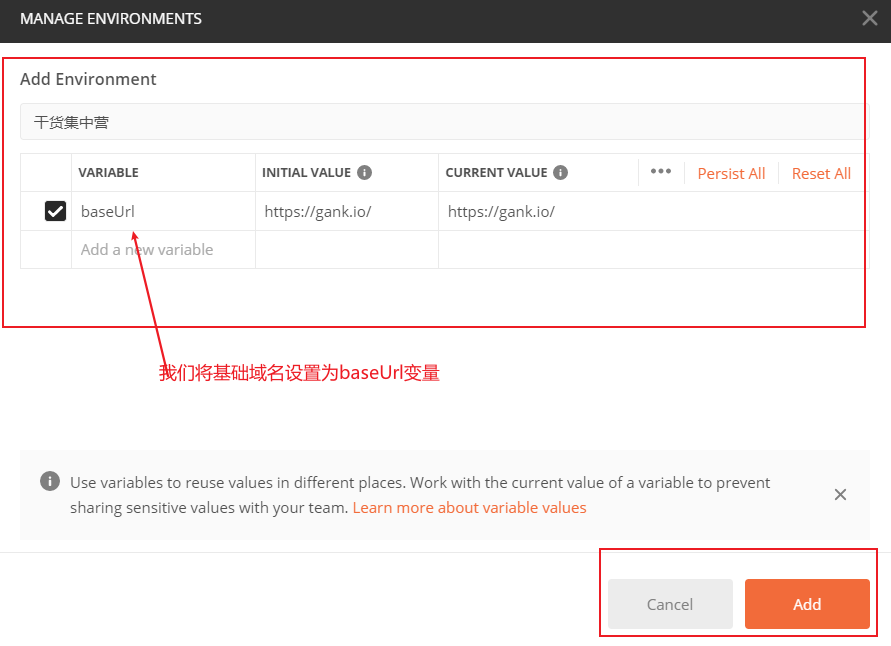 MANAGE ENVIRONMENTS
Add Environment
干货集中营
VARIABLE INITIAL VALUE CURRENT VALUE Persist All Reset All
baseUrl https://gank.io/ https://gank.io/
Add a new variable
我们将基础域名设置为baseUrl变量
Use variables to reuse values in different places. Work with the current value of a variable to prevent
sharing sensitive values with your team. Learn more about variable values
Cancel Add